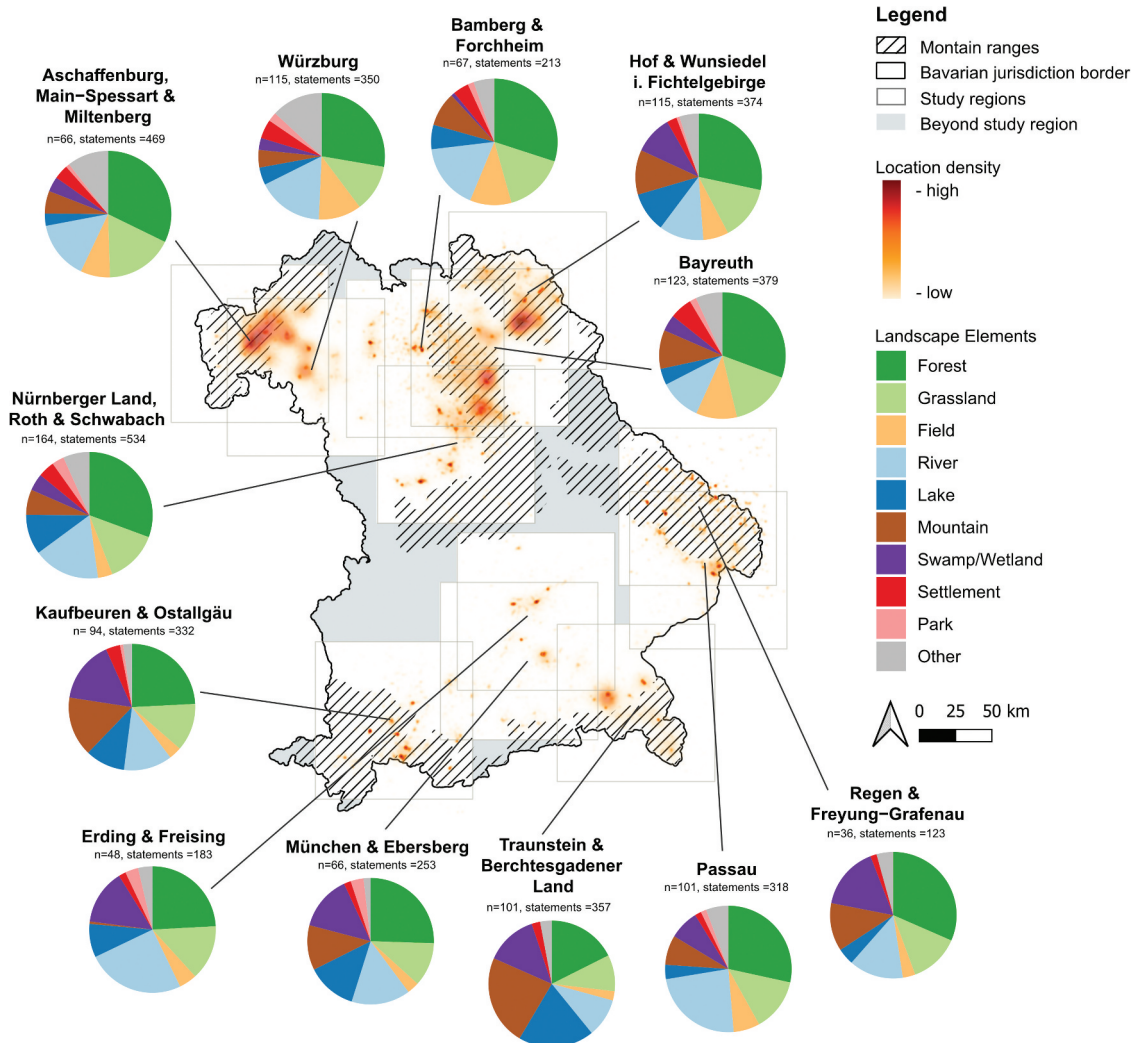 Aschaffenburg,
Main−Spessart &
Miltenberg
n=66, statements =469
Würzburg
n=115, statements =350
Bamberg &
Forchheim
n=67, statements =213
Hof & Wunsiedel
i. Fichtelgebirge
n=115, statements =374
Bayreuth
n=123, statements =379
Nürnberger Land,
Roth & Schwabach
n=164, statements =534
Kaufbeuren & Ostallgäu
n= 94, statements =332
Erding & Freising
n=48, statements =183
München & Ebersberg
n=66, statements =253
Traunstein &
Berchtesgadener
Land
n=101, statements =357
Passau
n=101, statements =318
Regen &
Freyung−Grafenau
n=36, statements =123
Legend
Montain ranges
Bavarian jurisdiction border
Study regions
Beyond study region
Location density
- high
- low
Landscape Elements
Forest
Grassland
Field
River
Lake
Mountain
Swamp/Wetland
Settlement
Park
Other
0 25 50 km